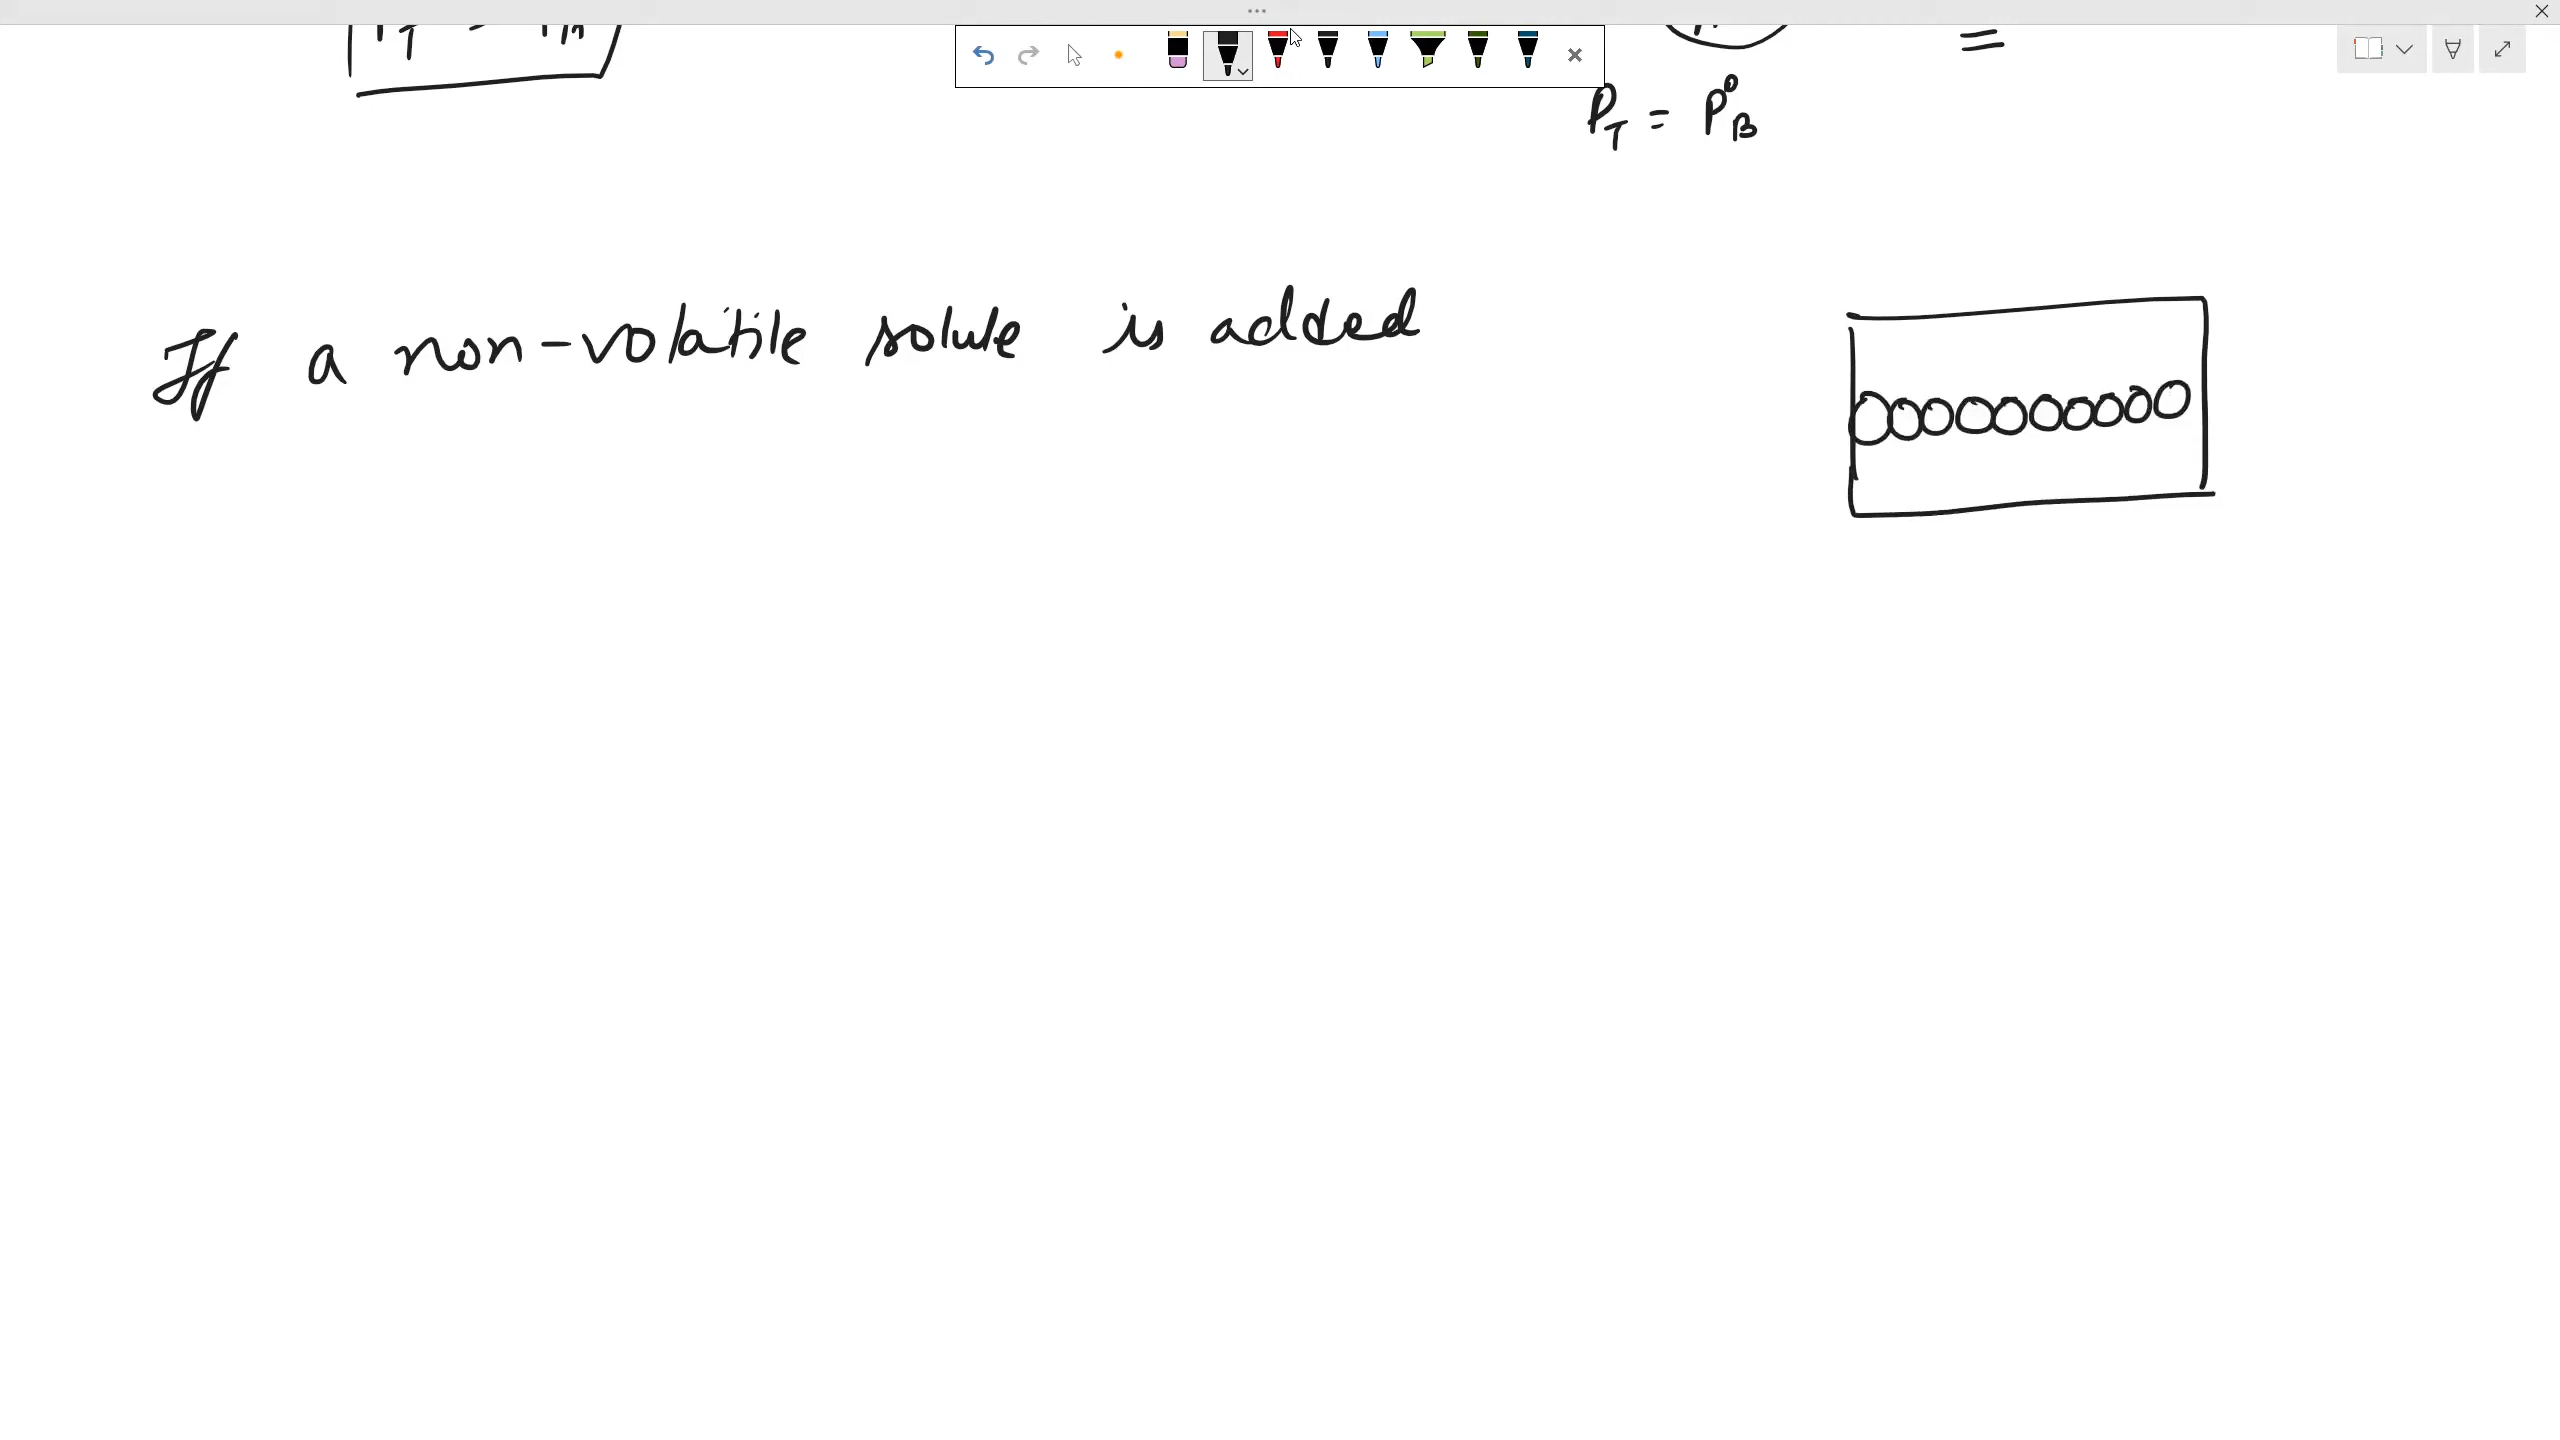 P_T = P°_B
If a non-volatile solute is added